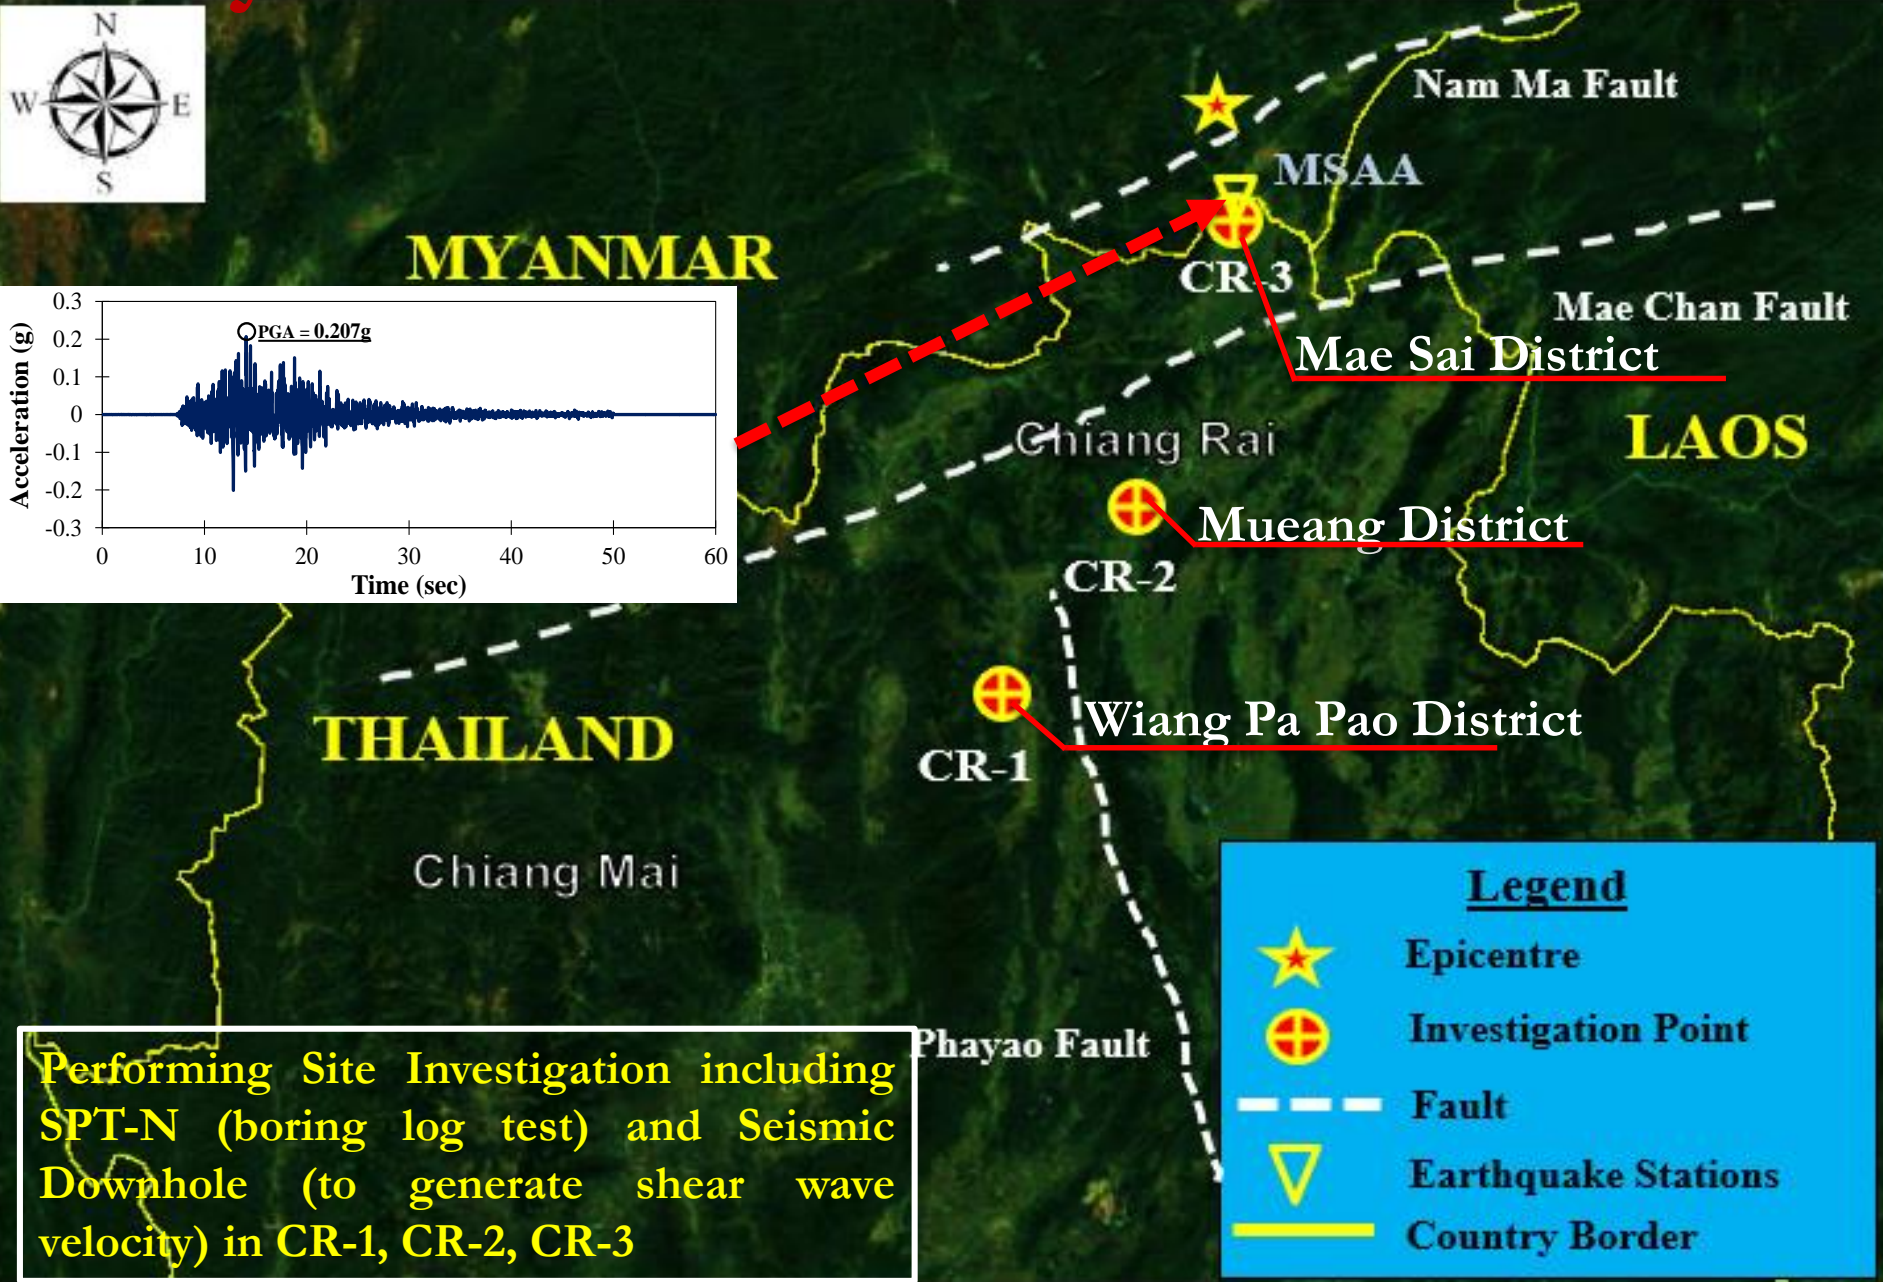 N
W E
S
Nam Ma Fault
MSAA
MYANMAR
CR-3
Mae Chan Fault
Mae Sai District
0.3
0.2
0.1
0
-0.1
-0.2
-0.3
Acceleration (g)
PGA = 0.207g
0 10 20 30 40 50 60
Time (sec)
Chiang Rai
LAOS
Mueang District
CR-2
THAILAND
Wiang Pa Pao District
CR-1
Chiang Mai
Phayao Fault
Performing Site Investigation including
SPT-N (boring log test) and Seismic
Downhole (to generate shear wave
velocity) in CR-1, CR-2, CR-3
Legend
Epicentre
Investigation Point
Fault
Earthquake Stations
Country Border